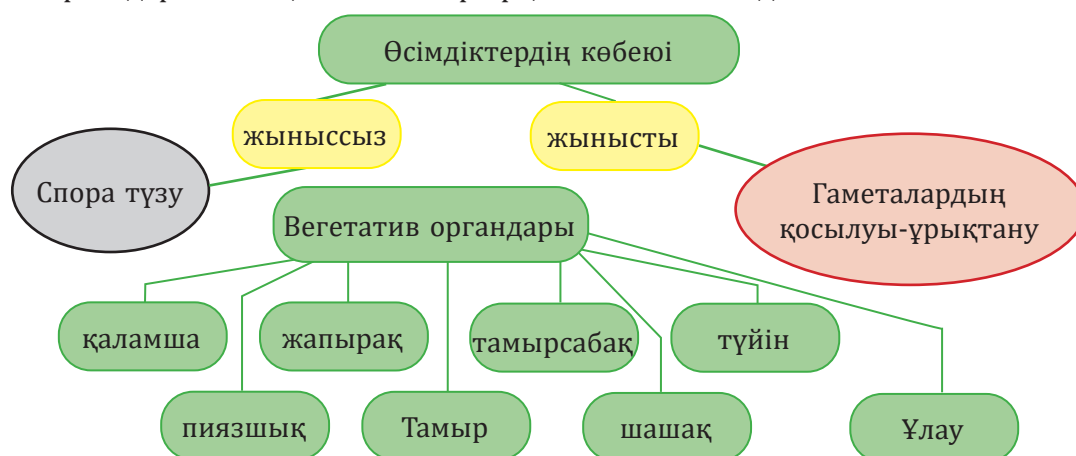 Өсімдіктердің көбеюі
жыныссыз
жынысты
Спора түзу
Гаметалардың
қосылуы-ұрықтану
Вегетатив органдары
қаламша
жапырақ
тамырсабақ
түйін
пиязшық
Тамыр
шашақ
Ұлау